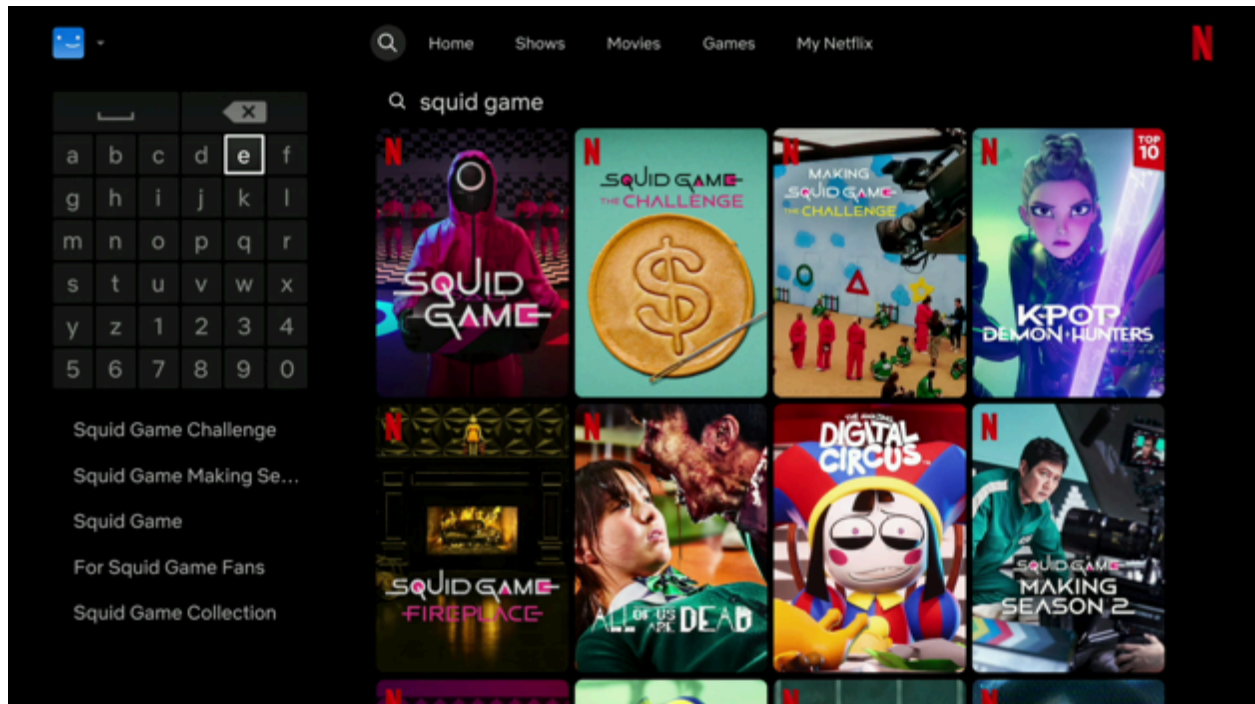 Home Shows Movies Games My Netflix
N
squid game
a b c d e f
g h i j k l
m n o p q r
s t u v w x
y z 1 2 3 4
5 6 7 8 9 0
Squid Game Challenge
Squid Game Making Se...
Squid Game
For Squid Game Fans
Squid Game Collection
N
SQUID
GAME
N
SQUID GAME
THE CHALLENGE
N
MAKING
SQUID GAME
THE CHALLENGE
N
TOP
10
K-POP
DEMON HUNTERS
N
SQUID GAME
FIREPLACE
N
ALL OF US ARE DEAD
THE AMAZING
DIGITAL
CIRCUS
TM
N
SQUID GAME
MAKING
SEASON 2
N
N
N